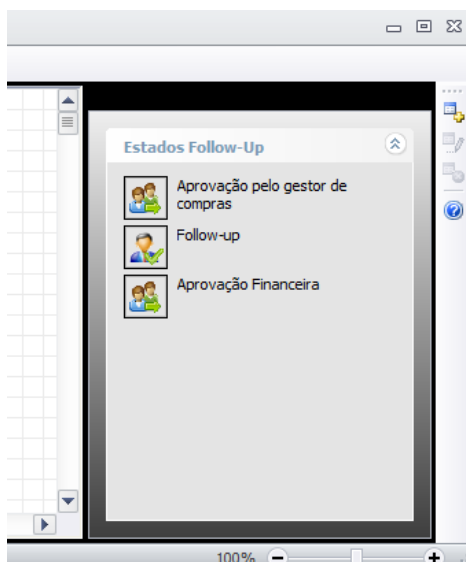 Estados Follow-Up
Aprovação pelo gestor de
compras
Follow-up
Aprovação Financeira
100%